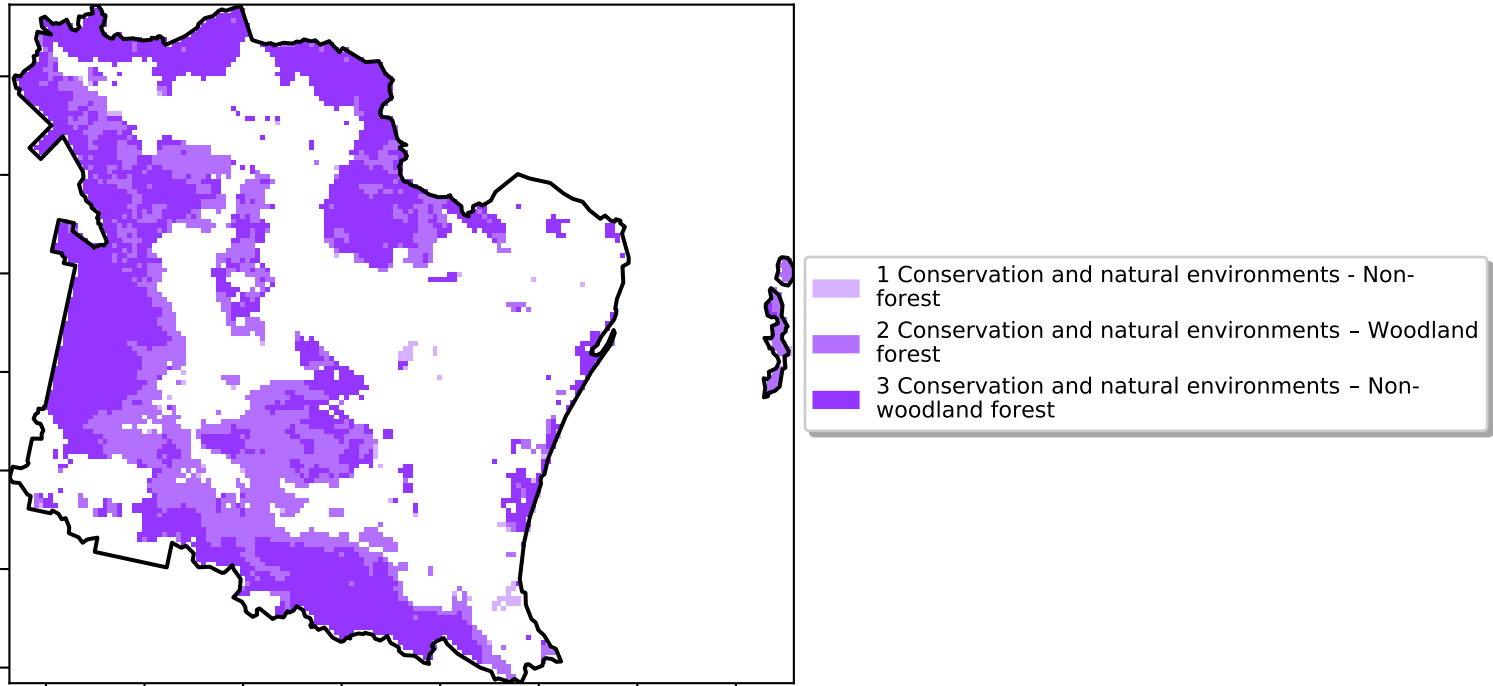 1 Conservation and natural environments - Non-
forest
2 Conservation and natural environments – Woodland
forest
3 Conservation and natural environments – Non-
woodland forest